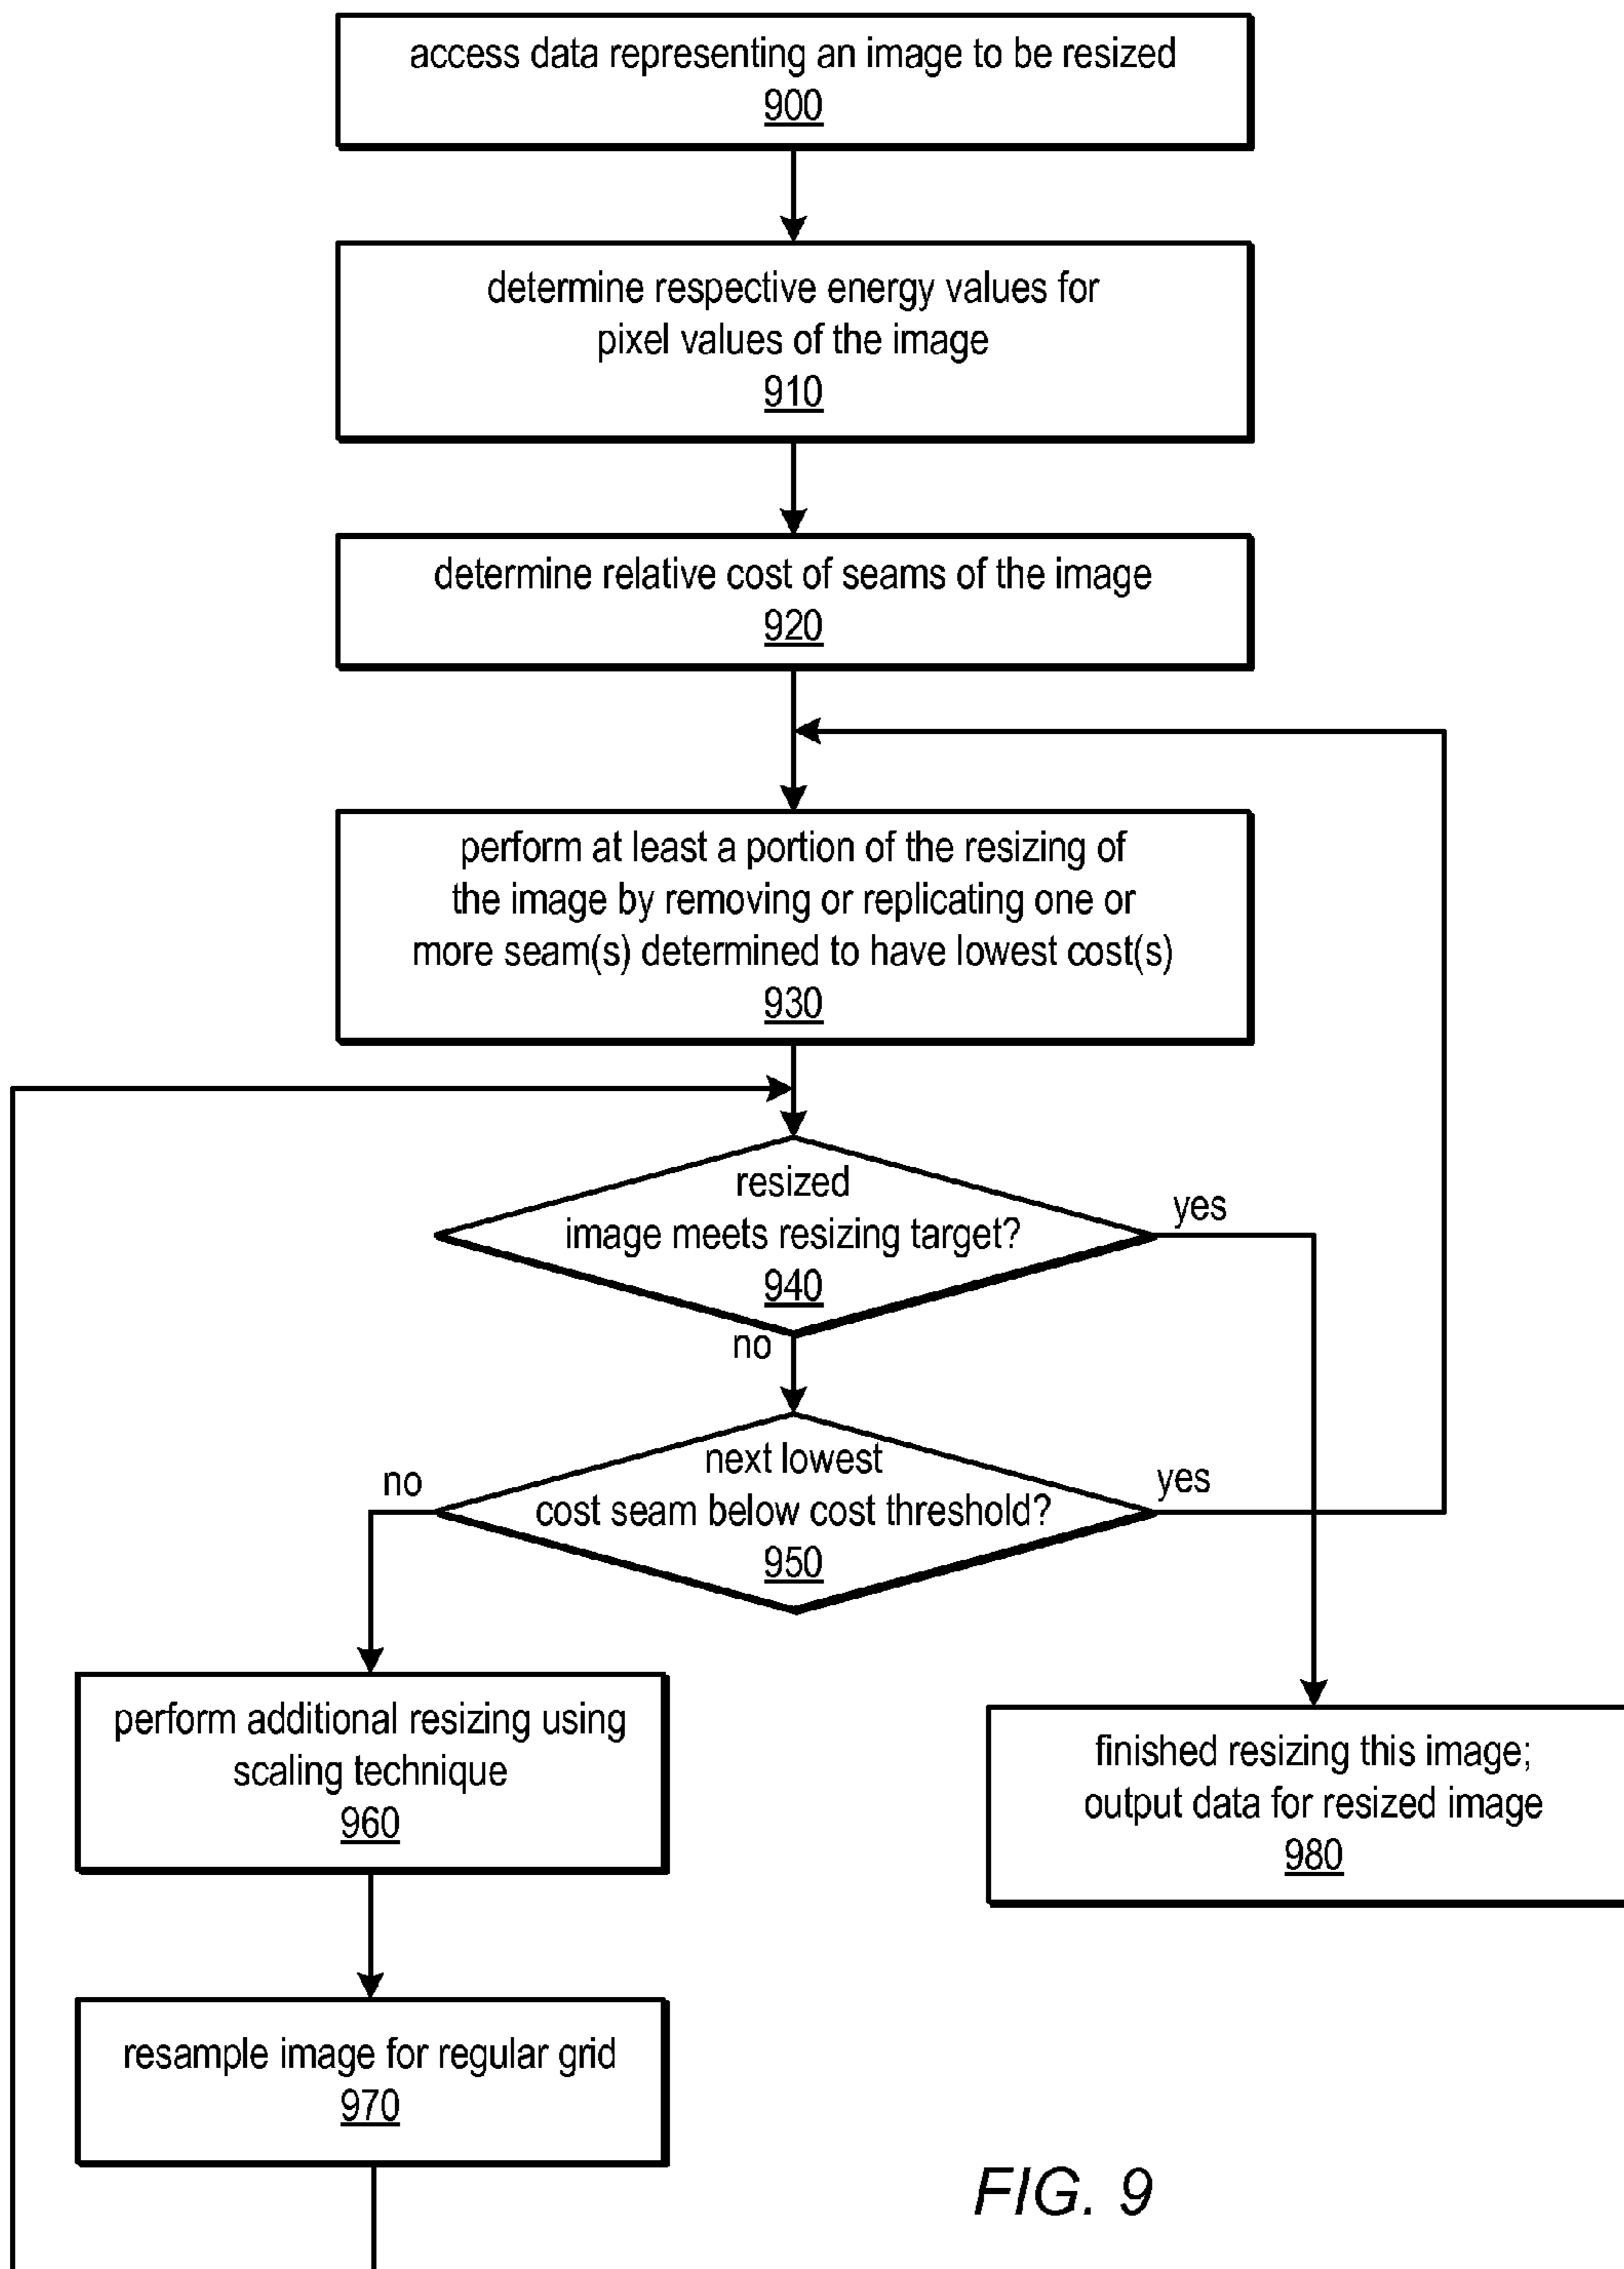 access data representing an image to be resized
900
determine respective energy values for
pixel values of the image
910
determine relative cost of seams of the image
920
perform at least a portion of the resizing of
the image by removing or replicating one or
more seam(s) determined to have lowest cost(s)
930
resized
image meets resizing target?
940
yes
no
next lowest
cost seam below cost threshold?
950
no
yes
perform additional resizing using
scaling technique
960
finished resizing this image;
output data for resized image
980
resample image for regular grid
970
FIG. 9